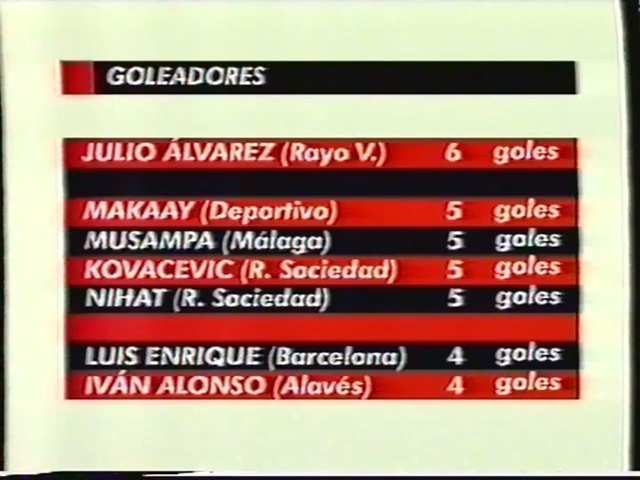 GOLEADORES
JULIO ÁLVAREZ (Rayo V.) 6 goles
MAKAAY (Deportivo) 5 goles
MUSAMPA (Málaga) 5 goles
KOVACEVIC (R. Sociedad) 5 goles
NIHAT (R. Sociedad) 5 goles
LUIS ENRIQUE (Barcelona) 4 goles
IVÁN ALONSO (Alavés) 4 goles